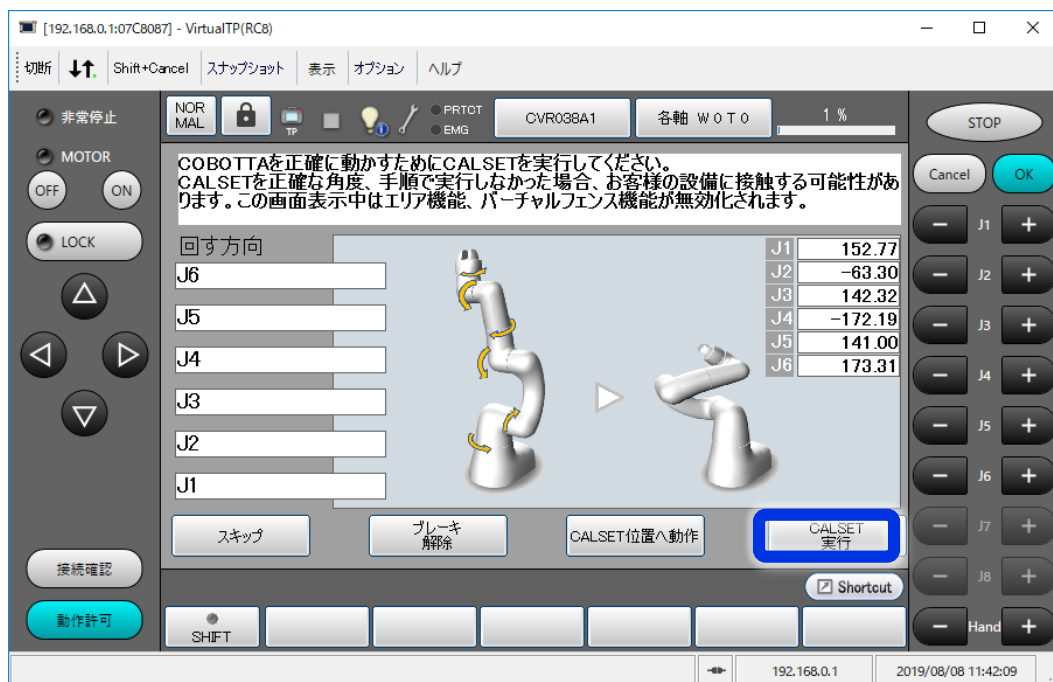 [192.168.0.1:07C8087] - VirtualTP(RC8)
切断 Shift+Cancel スナップショット 表示 オプション ヘルプ
非常停止
MOTOR
OFF ON
LOCK
接続確認
動作許可
NOR
MAL
TP
PRTCT
EMG
CVR038A1
各軸 W0T0
1 %
COBOTTAを正確に動かすためにCALSETを実行してください。
CALSETを正確な角度、手順で実行しなかった場合、お客様の設備に接触する可能性があ
ります。この画面表示中はエリア機能、バーチャルフェンス機能が無効化されます。
回す方向
J6
J5
J4
J3
J2
J1
J1 152.77
J2 -63.30
J3 142.32
J4 -172.19
J5 141.00
J6 173.31
スキップ
ブレーキ
解除
CALSET位置へ動作
CALSET
実行
Shortcut
SHIFT
STOP
Cancel OK
− J1 +
− J2 +
− J3 +
− J4 +
− J5 +
− J6 +
− J7 +
− J8 +
− Hand +
192.168.0.1 2019/08/08 11:42:09